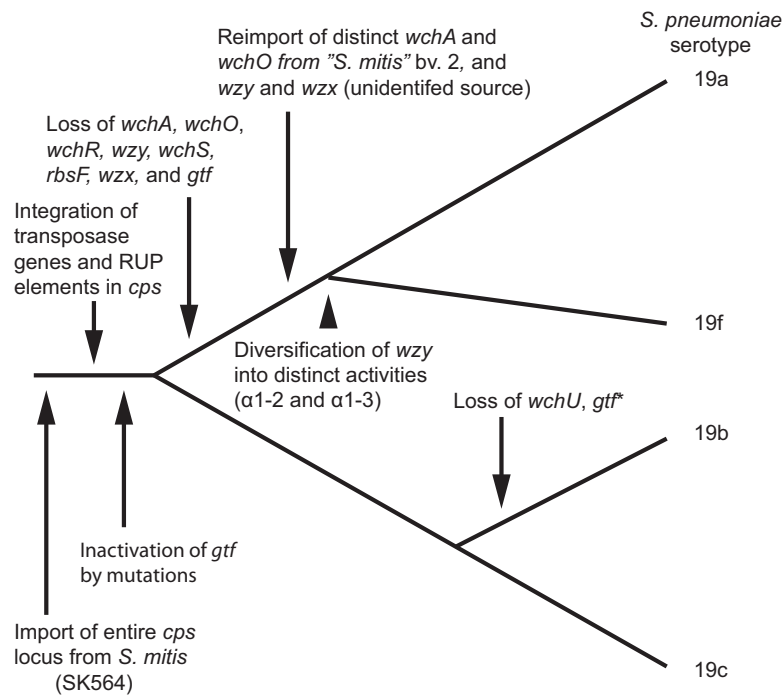 S. pneumoniae
serotype
Reimport of distinct wchA and
wchO from "S. mitis" bv. 2, and
wzy and wzx (unidentifed source)
19a
Loss of wchA, wchO,
wchR, wzy, wchS,
rbsF, wzx, and gtf
Integration of
transposase
genes and RUP
elements in cps
19f
Diversification of wzy
into distinct activities
(α1-2 and α1-3)
Loss of wchU, gtf*
19b
Inactivation of gtf
by mutations
Import of entire cps
locus from S. mitis
(SK564)
19c